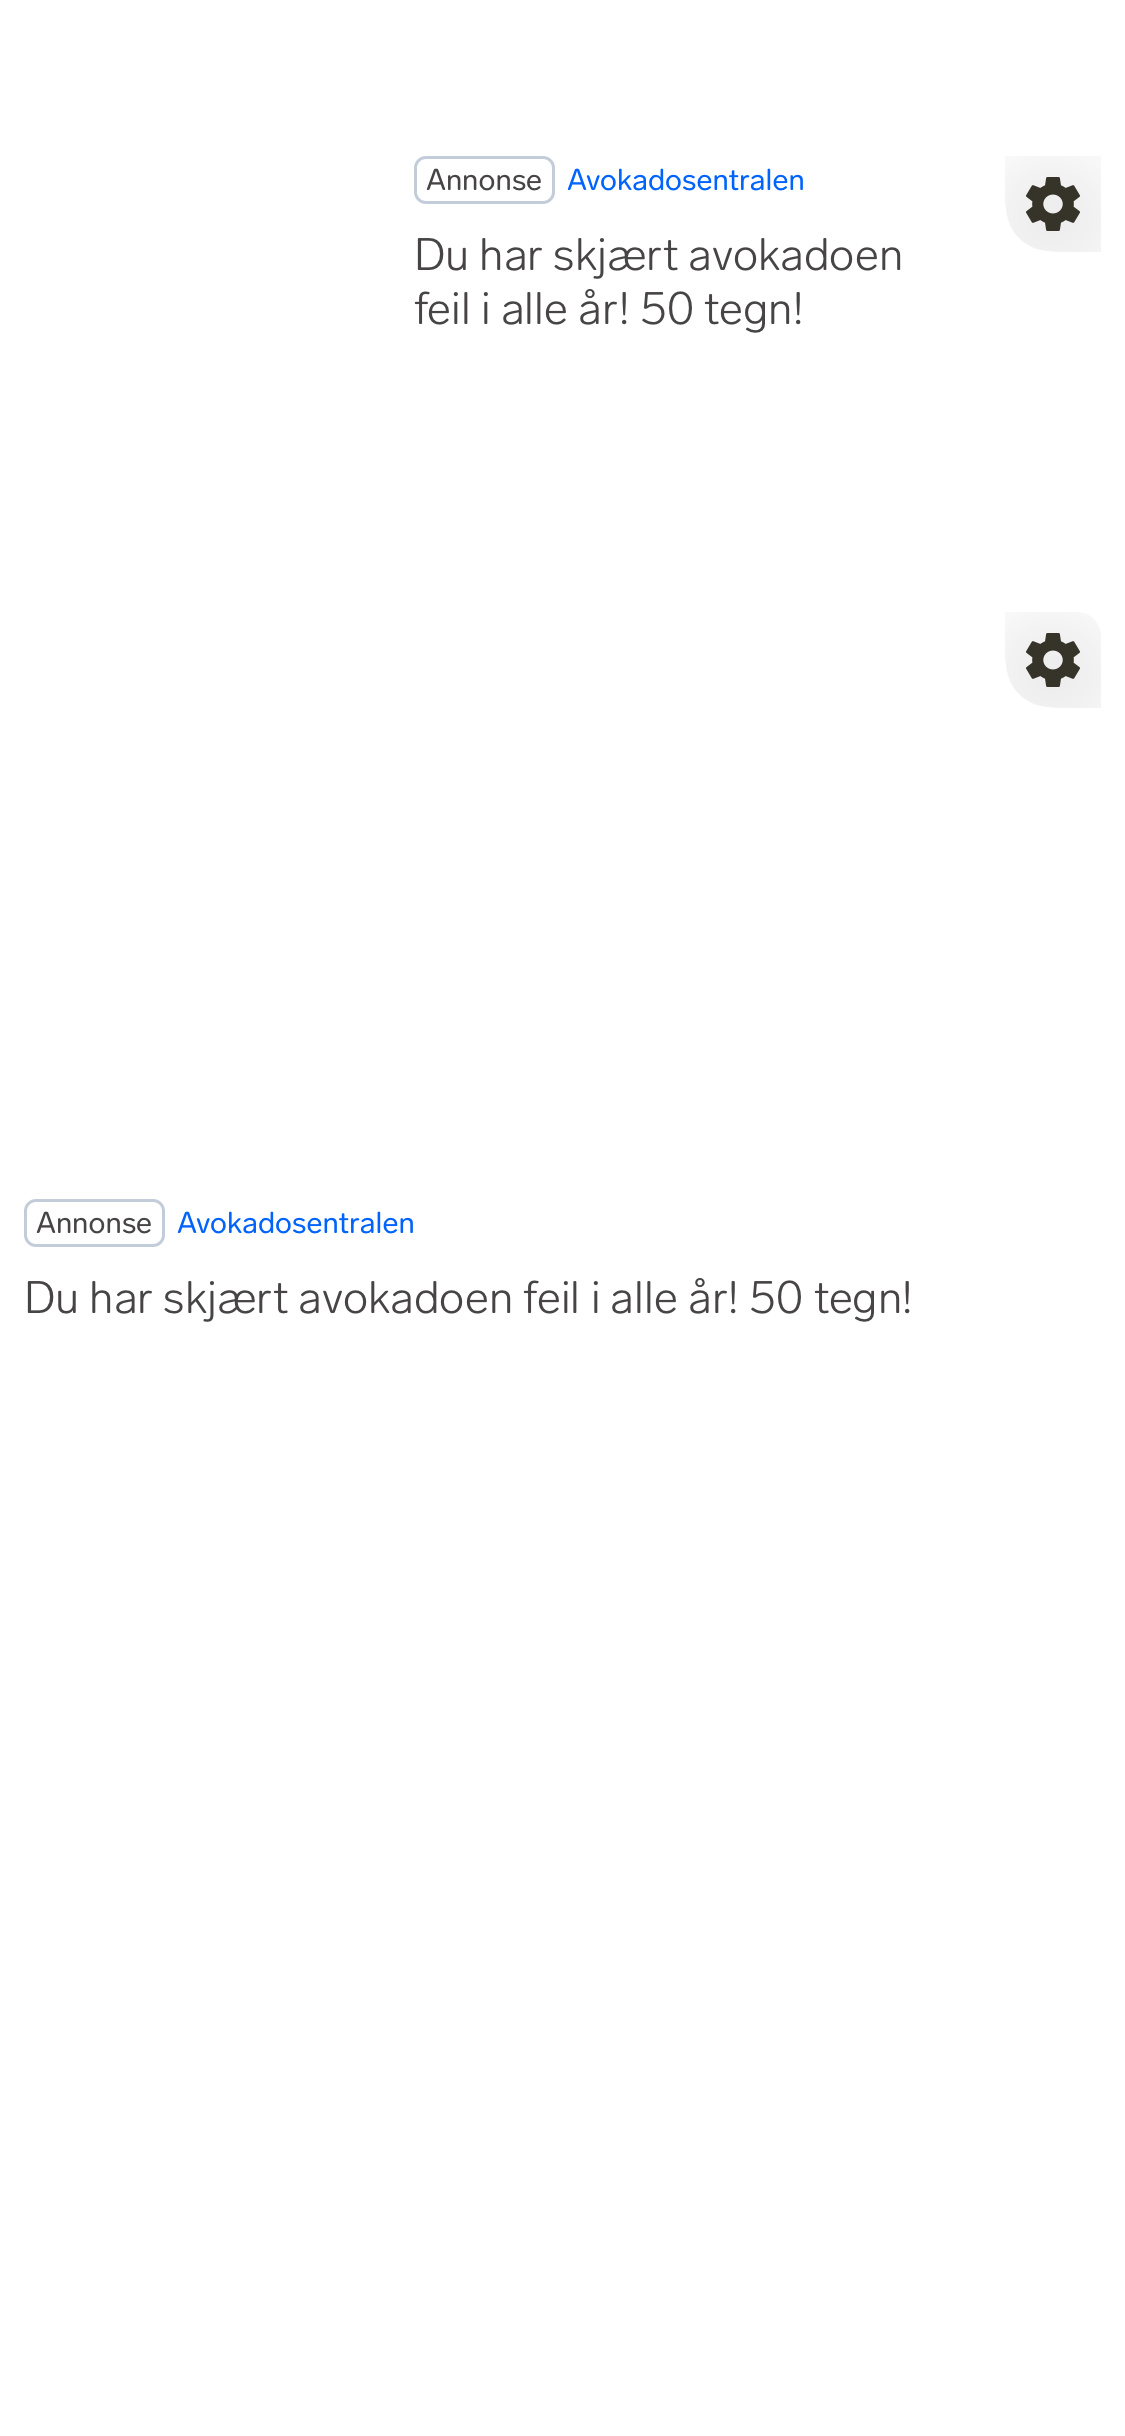 Annonse Avokadosentralen
Du har skjært avokadoen
feil i alle år! 50 tegn!
Annonse Avokadosentralen
Du har skjært avokadoen feil i alle år! 50 tegn!